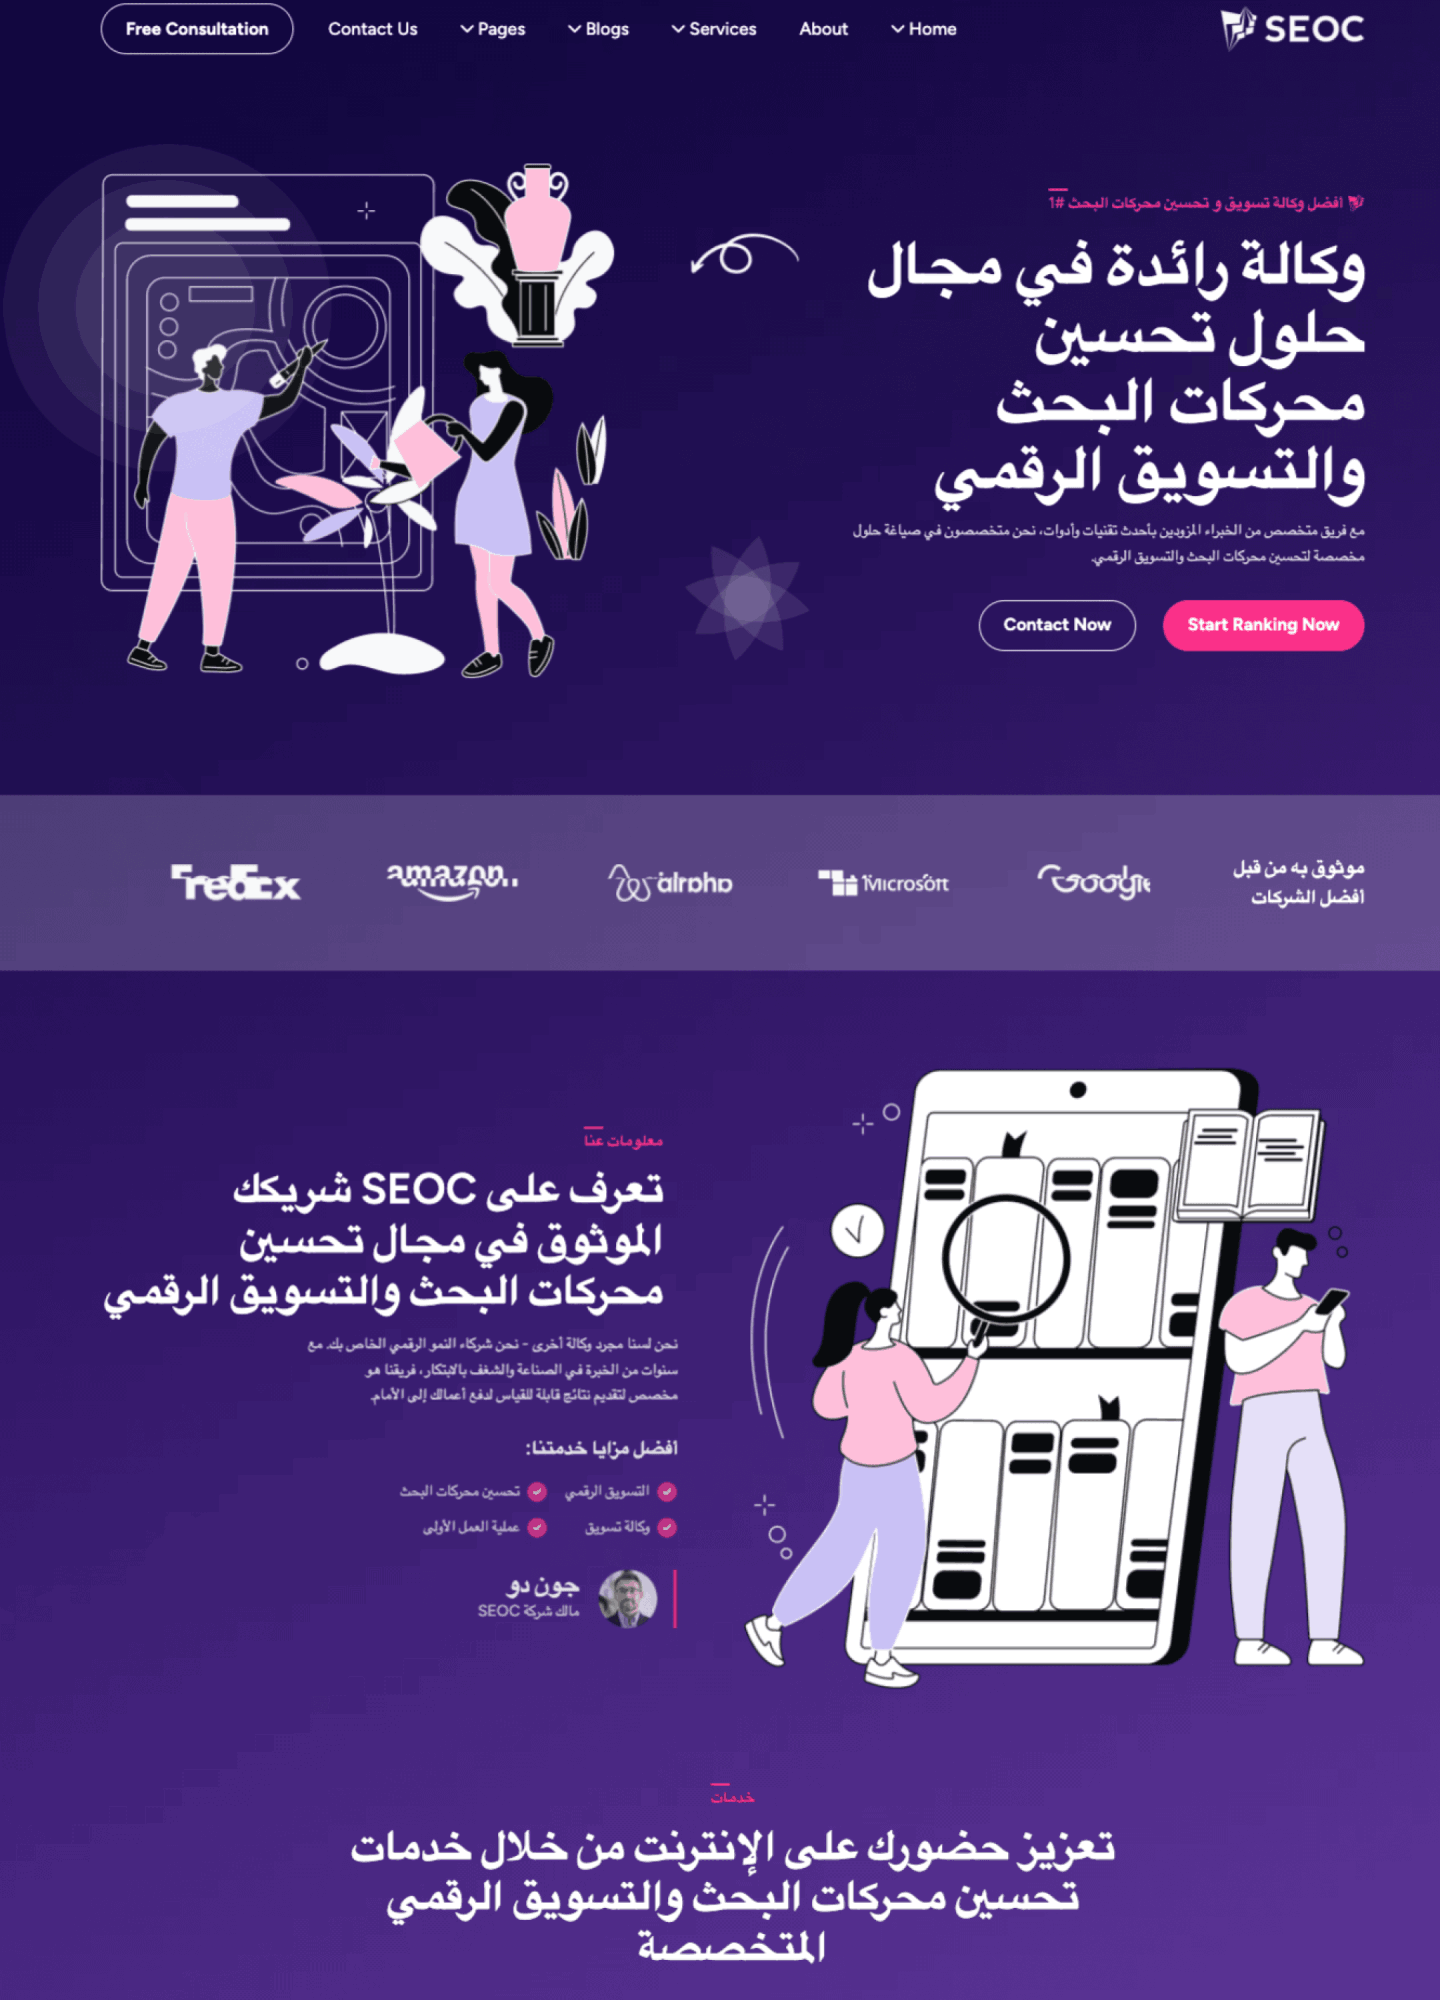 SEOC
Home
About
Services
Blogs
Pages
Contact Us
Free Consultation
أفضل وكالة تسويق و تحسين محركات البحث #1
وكالة رائدة في مجال
حلول تحسين
محركات البحث
والتسويق الرقمي
مع فريق متخصص من الخبراء المزودين بأحدث تقنيات وأدوات، نحن متخصصون في صياغة حلول
مخصصة لتحسين محركات البحث والتسويق الرقمي.
Start Ranking Now
Contact Now
موثوق به من قبل
أفضل الشركات
Google
Microsoft
amazon
FedEx
معلومات عنا
تعرف على SEOC شريكك
الموثوق في مجال تحسين
محركات البحث والتسويق الرقمي
نحن لسنا مجرد وكالة أخرى - نحن شركاء النمو الرقمي الخاص بك. مع
سنوات من الخبرة في الصناعة والشغف بالابتكار، فريقنا هو
مخصص لتقديم نتائج قابلة للقياس لدفع أعمالك إلى الأمام.
أفضل مزايا خدمتنا:
التسويق الرقمي
تحسين محركات البحث
وكالة تسويق
عملية العمل الأولى
جون دو
مالك شركة SEOC
خدمات
تعزيز حضورك على الإنترنت من خلال خدمات
تحسين محركات البحث والتسويق الرقمي
المتخصصة